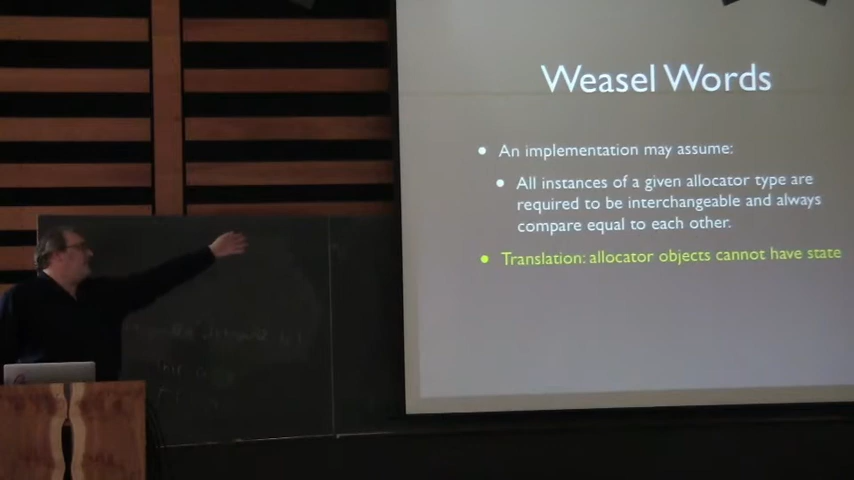 Weasel Words
• An implementation may assume:
• All instances of a given allocator type are
required to be interchangeable and always
compare equal to each other.
• Translation: allocator objects cannot have state